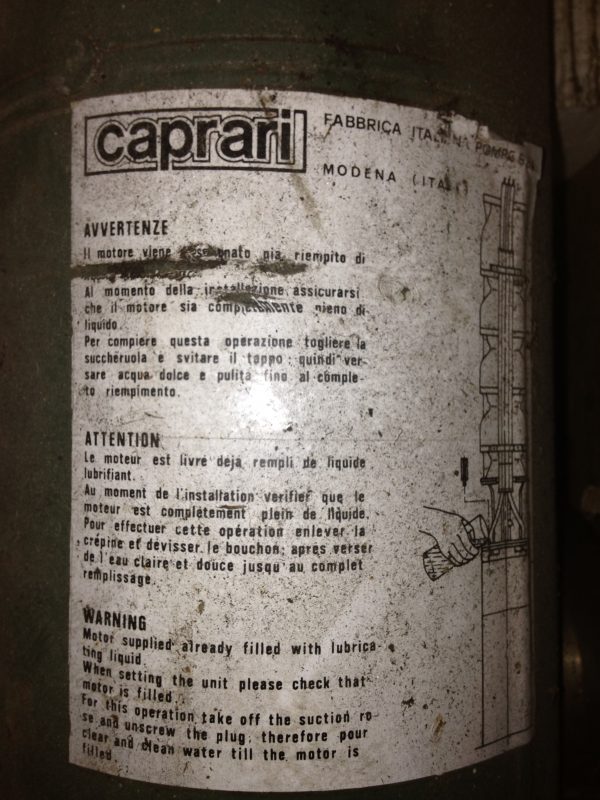 caprari
FABBRICA POMPE
MODENA
AVVERTENZE
Il motore viene già riempito di
Al momento della installazione assicurarsi
che il motore sia completamente pieno di
liquido.
Per compiere questa operazione togliere la
succheruola e svitare il tappo; quindi ver-
sare acqua dolce e pulita fino al comple-
to riempimento.
ATTENTION
Le moteur est livré deja rempli de liquide
lubrifiant.
Au moment de l'installation verifier que le
moteur est complètement plein de liquide.
Pour effectuer cette opération enlever la
crépine et dévisser le bouchon; apres verser
de l'eau claire et douce jusqu'au complet
remplissage.
WARNING
Motor supplied already filled with lubrica-
ting liquid.
When setting the unit please check that
motor is filled.
For this operation take off the suction ro-
se and unscrew the plug, therefore pour
clear and clean water till the motor is
filled.